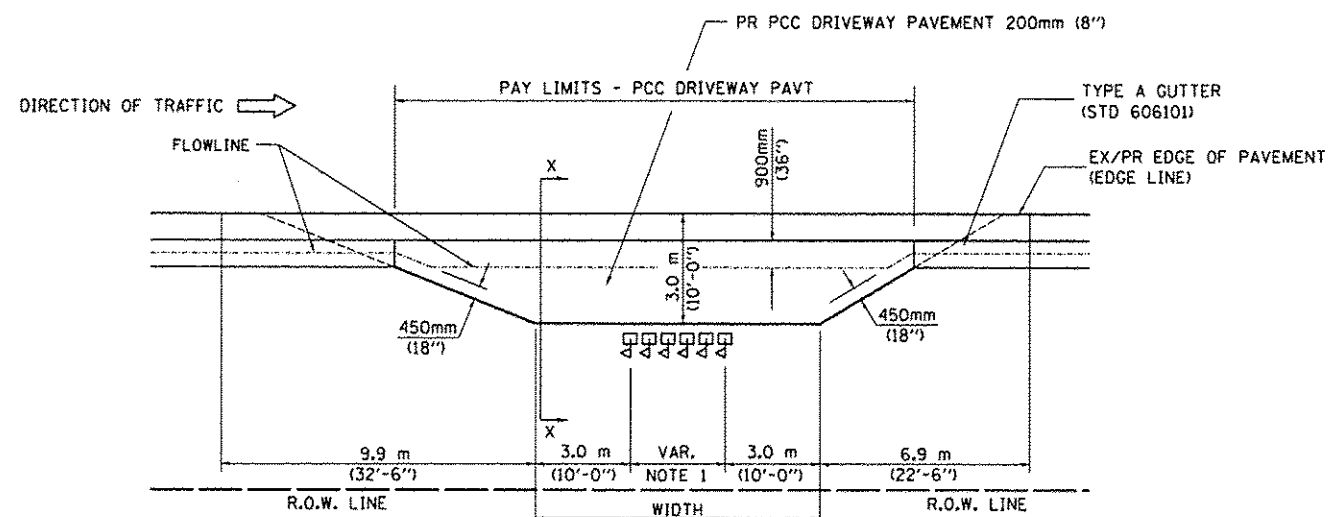 PR PCC DRIVEWAY PAVEMENT 200mm (8")
PAY LIMITS - PCC DRIVEWAY PAVT
DIRECTION OF TRAFFIC
TYPE A GUTTER
(STD 606101)
FLOWLINE
EX/PR EDGE OF PAVEMENT
(EDGE LINE)
X
900mm
(36")
3.0 m
(10'-0")
450mm
(18")
450mm
(18")
X
9.9 m
(32'-6")
3.0 m
(10'-0")
VAR.
NOTE 1
3.0 m
(10'-0")
6.9 m
(22'-6")
R.O.W. LINE
WIDTH
R.O.W. LINE